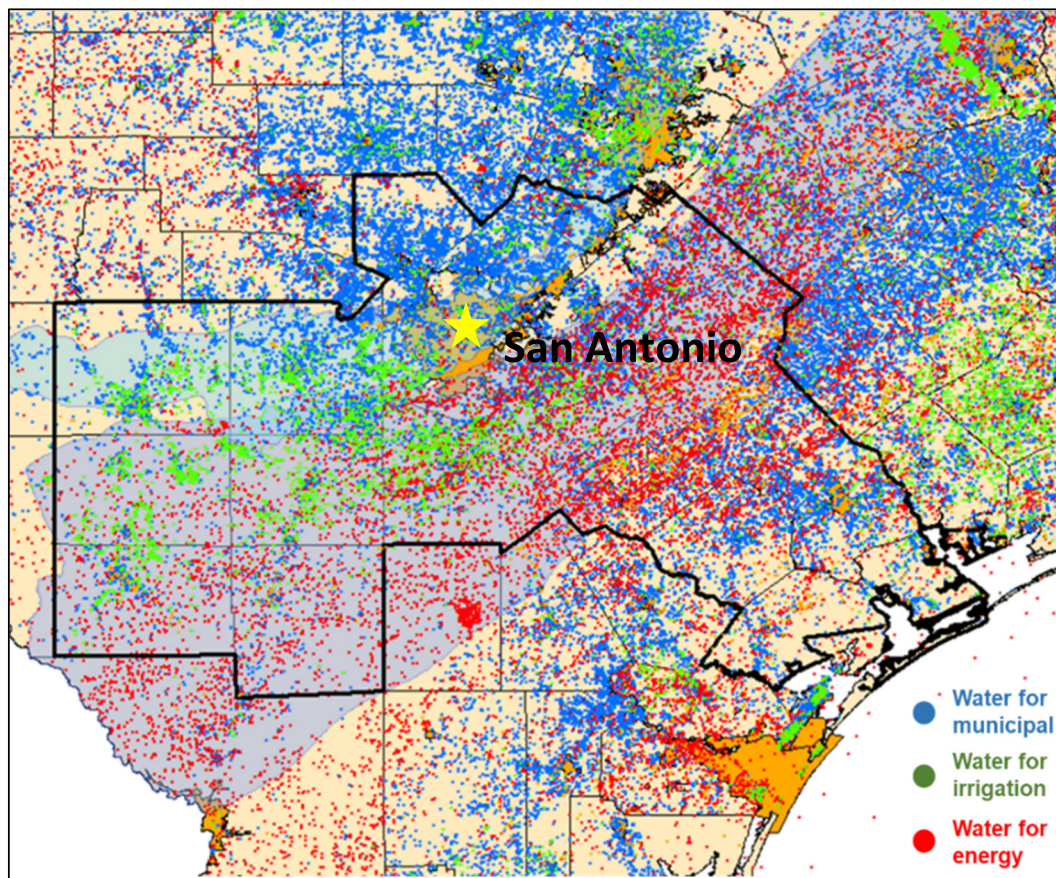 San Antonio
Water for
municipal
Water for
irrigation
Water for
energy